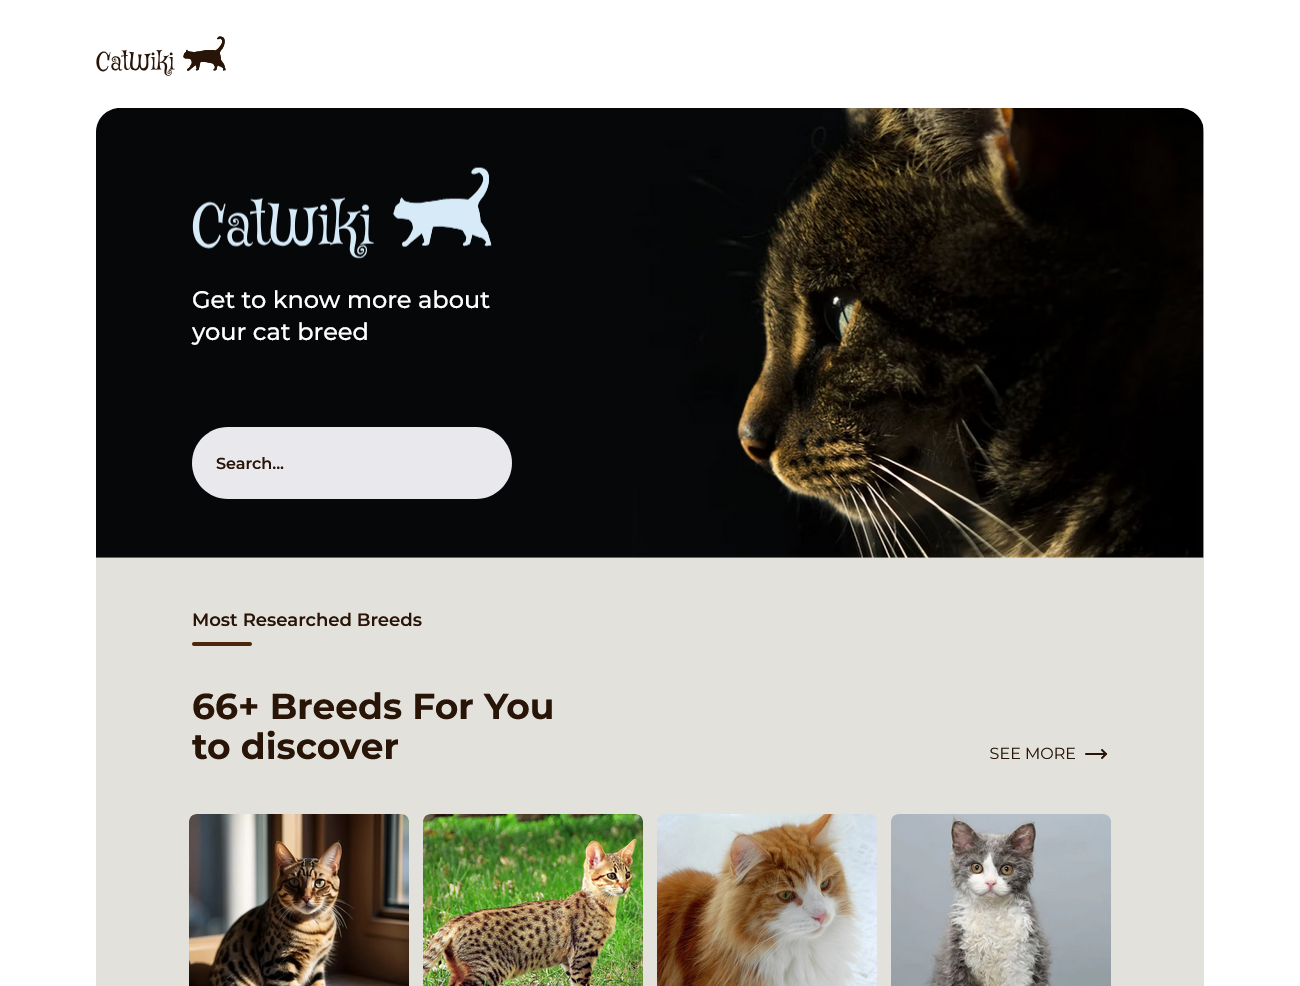 CatWiki
CatWiki
Get to know more about
your cat breed
Search...
Most Researched Breeds
66+ Breeds For You
to discover
SEE MORE